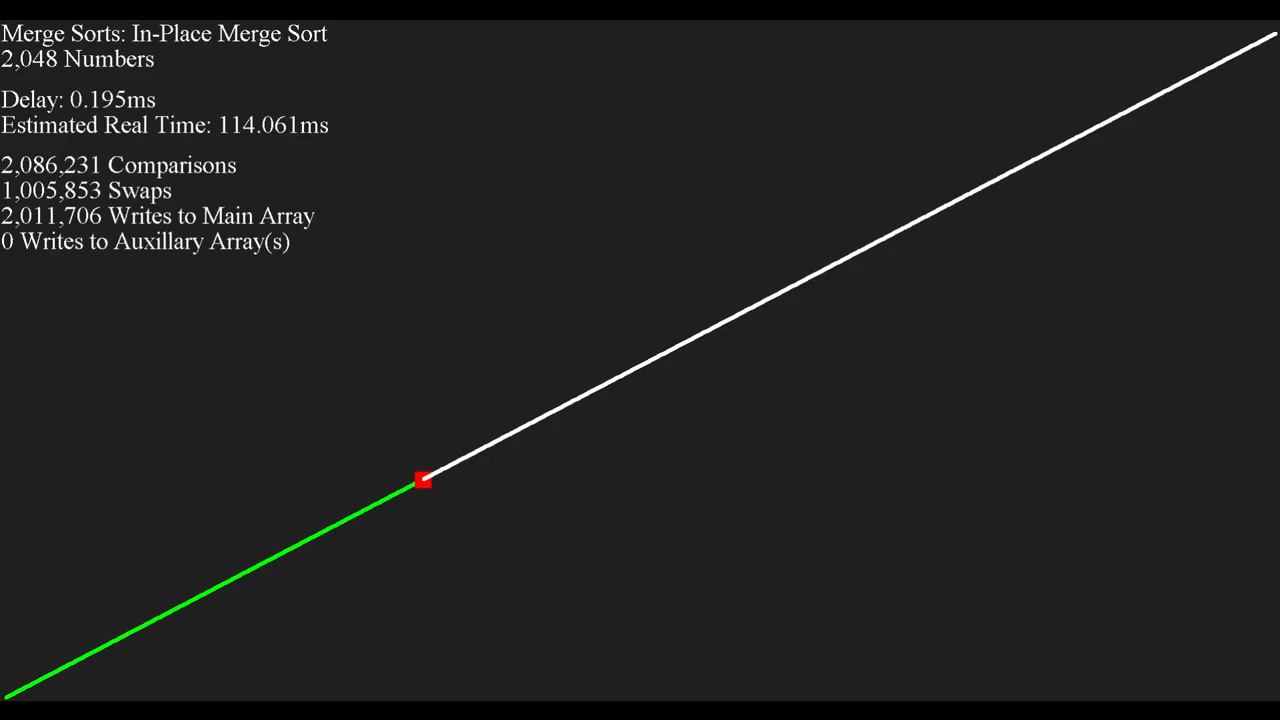 Merge Sorts: In-Place Merge Sort
2,048 Numbers
Delay: 0.195ms
Estimated Real Time: 114.061ms
2,086,231 Comparisons
1,005,853 Swaps
2,011,706 Writes to Main Array
0 Writes to Auxillary Array(s)